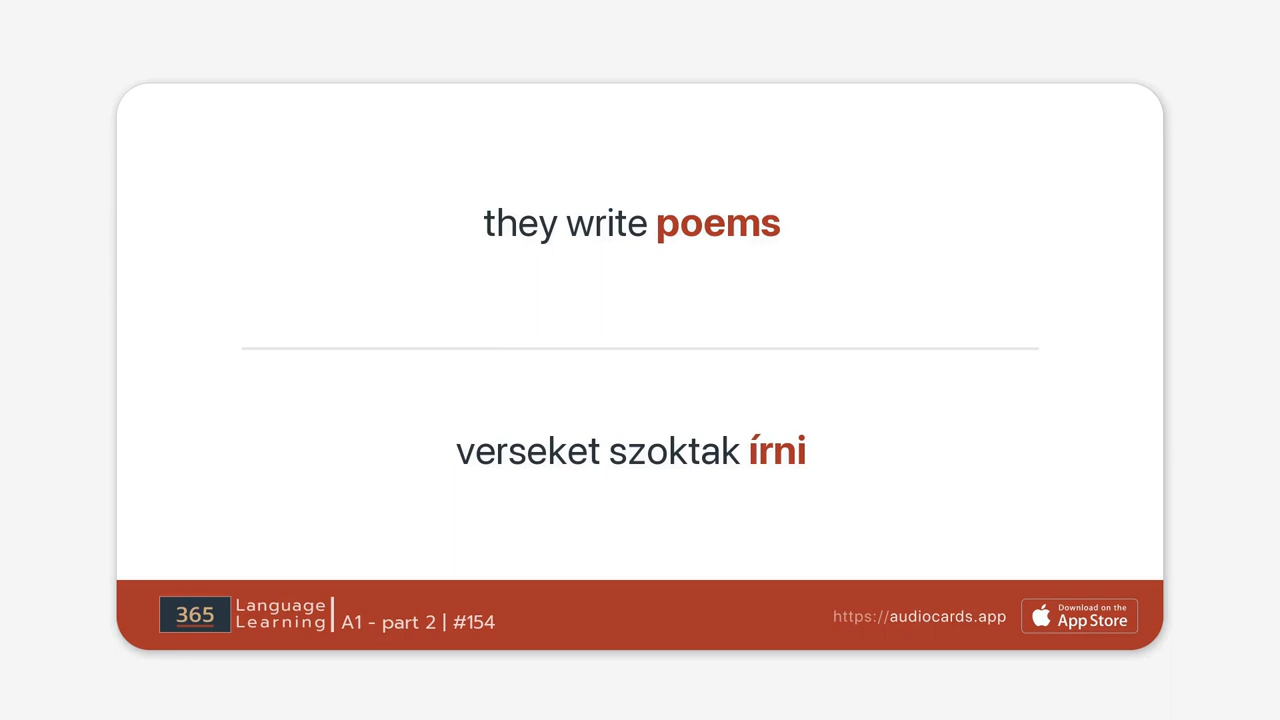 they write poems
verseket szoktak írni
365
Language
Learning
A1 - part 2 | #154
https://audiocards.app
Download on the
App Store